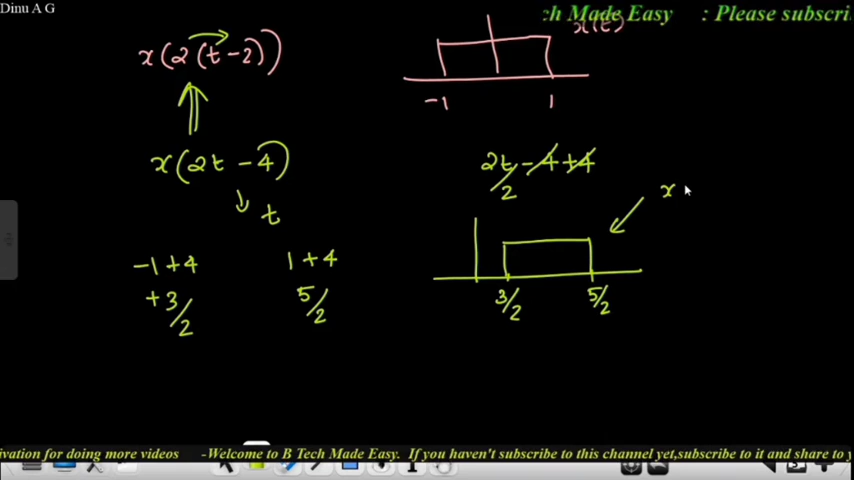 Dinu A G
ch Made Easy : Please subscri
x(2(t-2))
x(t)
-1 1
x(2t-4)
2t/2 -4+4
t
x
-1+4 1+4
+3/2 5/2
3/2 5/2
ivation for doing more videos -Welcome to B Tech Made Easy. If you haven't subscribe to this channel yet,subscribe to it and share to y